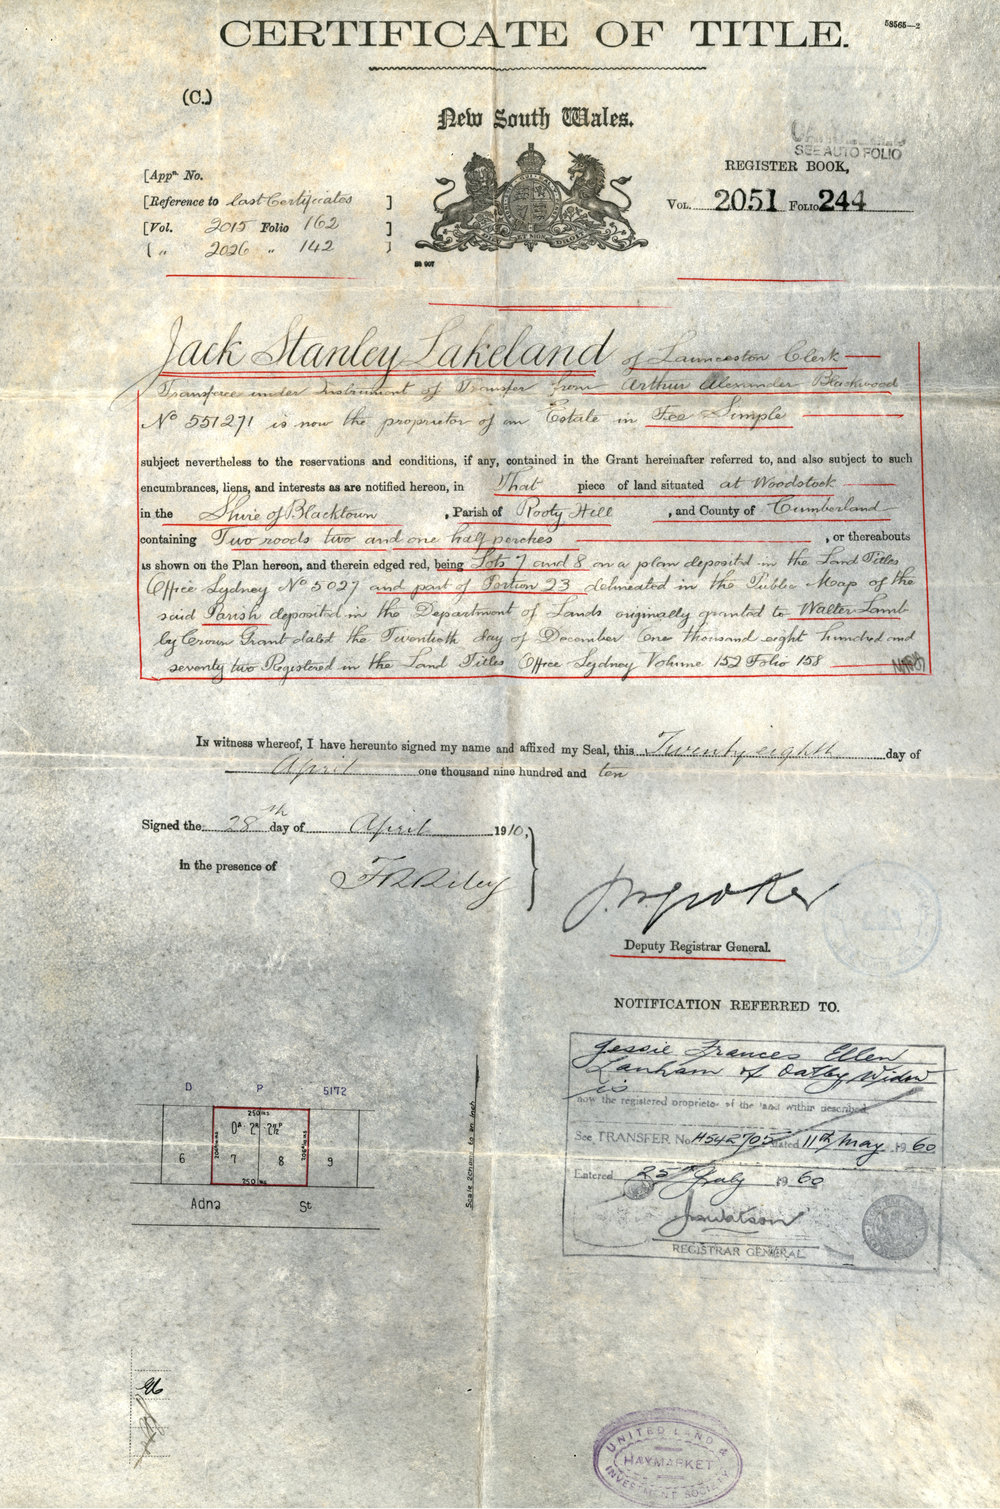 58565—2
CERTIFICATE OF TITLE.
(C.)
New South Wales.
CANCELLED
SEE AUTO FOLIO
[Appn. No.
REGISTER BOOK,
[Reference to Last Certificates ]
VOL. 2051 FOLIO 244
[Vol. 2015 Folio 162 ]
[ " 2026 " 142 ]
Jack Stanley Lakeland of Launceston Clerk
Transferee under Instrument of Transfer from Arthur Alexander Blackwood
No 551271 is now the proprietor of an Estate in Fee Simple
subject nevertheless to the reservations and conditions, if any, contained in the Grant hereinafter referred to, and also subject to such
encumbrances, liens, and interests as are notified hereon, in That piece of land situated at Woodstock
in the Shire of Blacktown , Parish of Rooty Hill , and County of Cumberland
containing Two roods two and one half perches , or thereabouts
as shown on the Plan hereon, and therein edged red, being Lots 7 and 8 on a plan deposited in the Land Titles
Office Sydney No 5027 and part of Portion 23 delineated in the Public Map of the
said Parish deposited in the Department of Lands originally granted to Walter Lamb
by Crown Grant dated the Twentieth day of December One thousand eight hundred and
seventy two Registered in the Land Titles Office Sydney Volume 152 Folio 158
IN witness whereof, I have hereunto signed my name and affixed my Seal, this Twenty eighth day of
April one thousand nine hundred and ten
Signed the 28th day of April 1910,
In the presence of
Deputy Registrar General.
NOTIFICATION REFERRED TO.
Jessie Frances Ellen
Lanham of Oatley Widow
is
now the registered proprietor of the land within described.
See TRANSFER No H542705 dated 11th May 1960
Entered 25th July 1960
J. Watson
REGISTRAR GENERAL
D P 5172
250 lks
0A. 2R. 2½P
6 7 8 9
250 lks
Adna St
Scale 2chains to an inch
UNITED LAND &
HAYMARKET
INVESTMENT SOCIETY